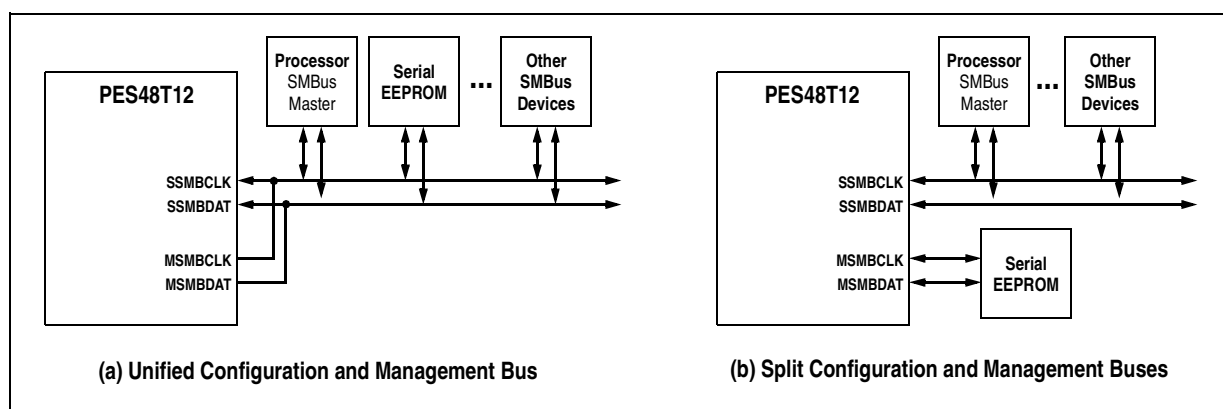 PES48T12
Processor
SMBus
Master
Serial
EEPROM
...
Other
SMBus
Devices
SSMBCLK
SSMBDAT
MSMBCLK
MSMBDAT
(a) Unified Configuration and Management Bus
PES48T12
Processor
SMBus
Master
...
Other
SMBus
Devices
SSMBCLK
SSMBDAT
MSMBCLK
MSMBDAT
Serial
EEPROM
(b) Split Configuration and Management Buses